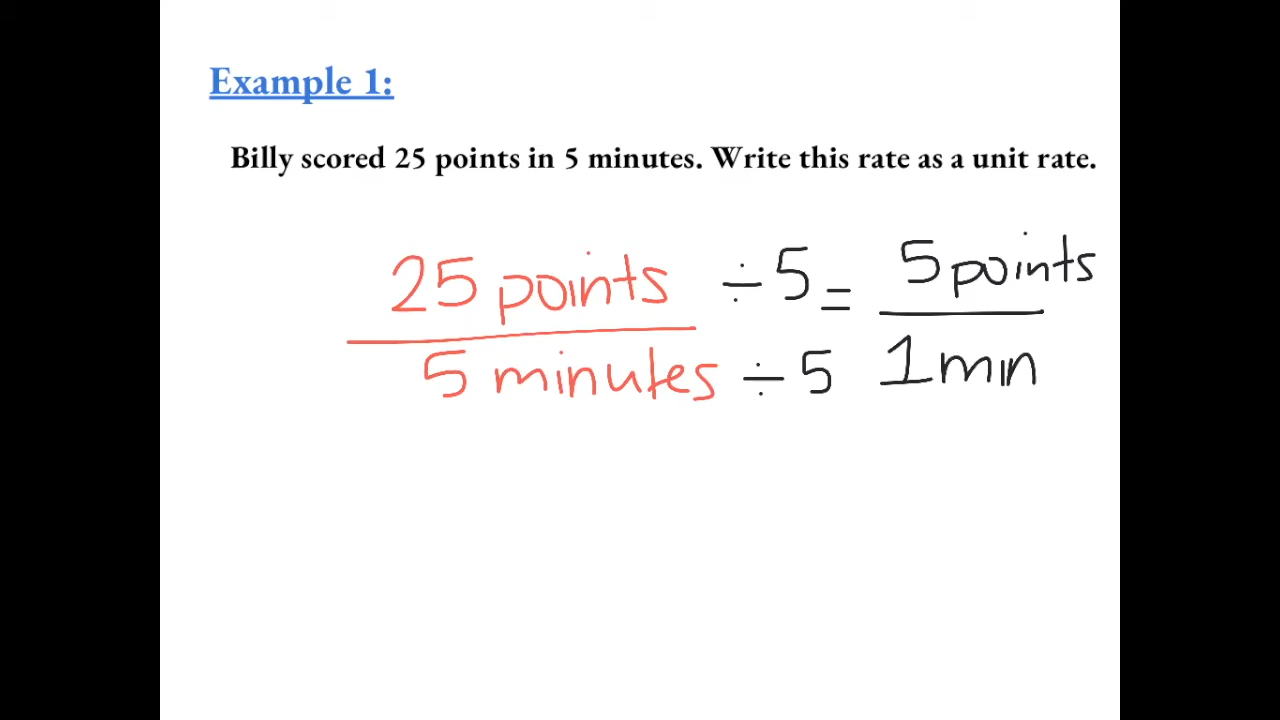 Example 1:
Billy scored 25 points in 5 minutes. Write this rate as a unit rate.
25 points ÷ 5 = 5 points
5 minutes ÷ 5 1 min